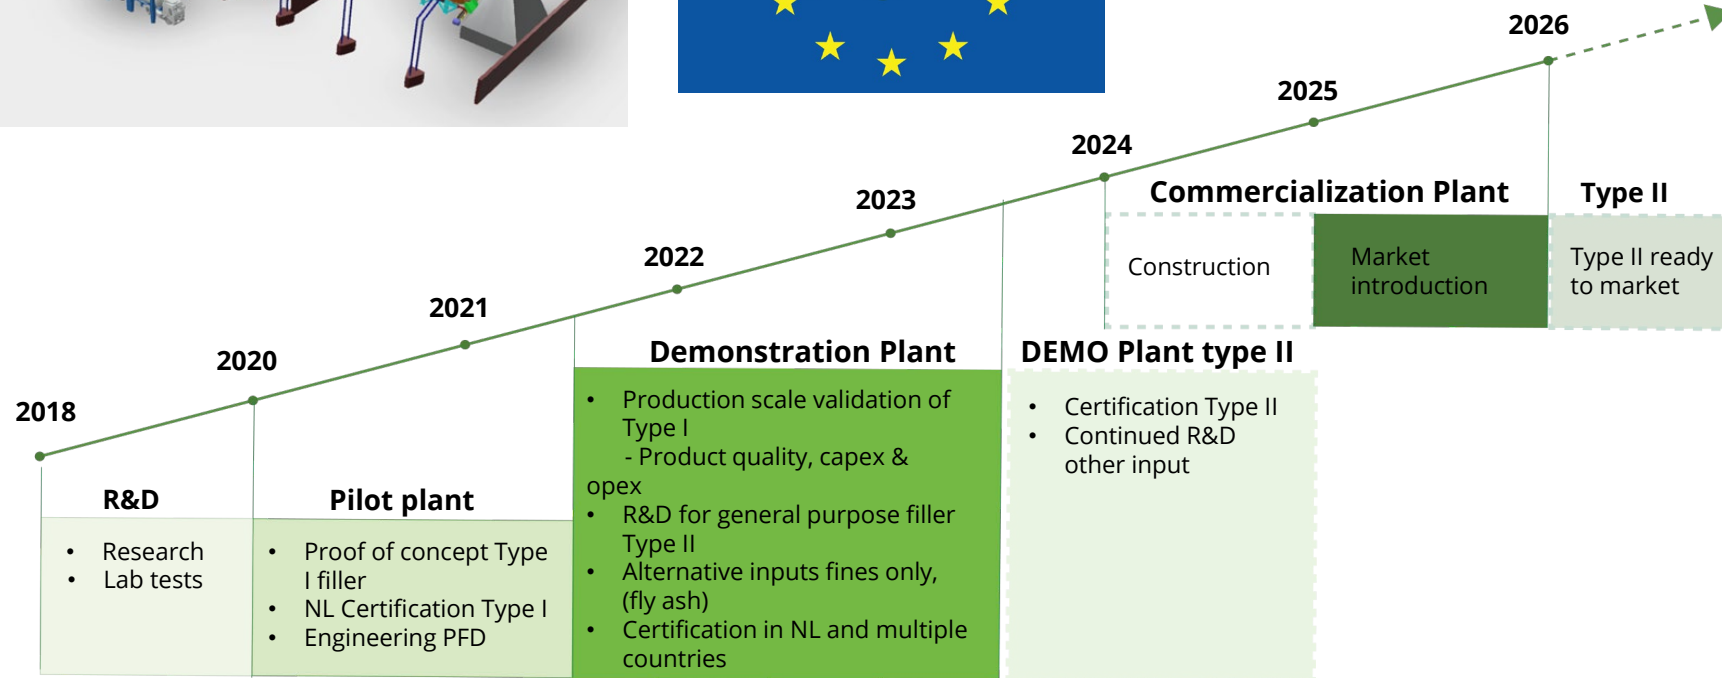 2018
2020
2021
2022
2023
2024
2025
2026
R&D
• Research
• Lab tests
Pilot plant
• Proof of concept Type
I filler
• NL Certification Type I
• Engineering PFD
Demonstration Plant
• Production scale validation of
Type I
- Product quality, capex &
opex
• R&D for general purpose filler
Type II
• Alternative inputs fines only,
(fly ash)
• Certification in NL and multiple
countries
DEMO Plant type II
• Certification Type II
• Continued R&D
other input
Commercialization Plant
Construction
Market
introduction
Type II
Type II ready
to market